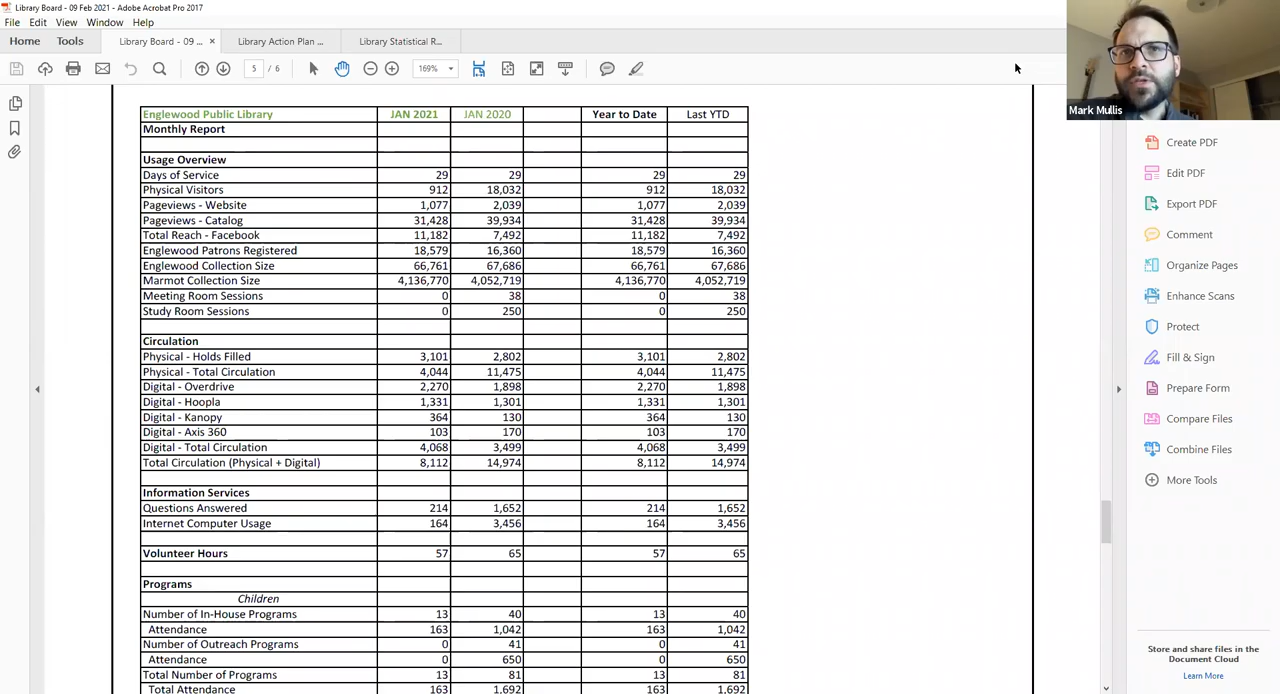 Library Board - 09 Feb 2021 - Adobe Acrobat Pro 2017
File Edit View Window Help
Home Tools Library Board - 09 ... × Library Action Plan ... Library Statistical R...
5 / 6 169%
Mark Mullis
Englewood Public Library JAN 2021 JAN 2020 Year to Date Last YTD
Monthly Report
Usage Overview
Days of Service 29 29 29 29
Physical Visitors 912 18,032 912 18,032
Pageviews - Website 1,077 2,039 1,077 2,039
Pageviews - Catalog 31,428 39,934 31,428 39,934
Total Reach - Facebook 11,182 7,492 11,182 7,492
Englewood Patrons Registered 18,579 16,360 18,579 16,360
Englewood Collection Size 66,761 67,686 66,761 67,686
Marmot Collection Size 4,136,770 4,052,719 4,136,770 4,052,719
Meeting Room Sessions 0 38 0 38
Study Room Sessions 0 250 0 250
Circulation
Physical - Holds Filled 3,101 2,802 3,101 2,802
Physical - Total Circulation 4,044 11,475 4,044 11,475
Digital - Overdrive 2,270 1,898 2,270 1,898
Digital - Hoopla 1,331 1,301 1,331 1,301
Digital - Kanopy 364 130 364 130
Digital - Axis 360 103 170 103 170
Digital - Total Circulation 4,068 3,499 4,068 3,499
Total Circulation (Physical + Digital) 8,112 14,974 8,112 14,974
Information Services
Questions Answered 214 1,652 214 1,652
Internet Computer Usage 164 3,456 164 3,456
Volunteer Hours 57 65 57 65
Programs
Children
Number of In-House Programs 13 40 13 40
Attendance 163 1,042 163 1,042
Number of Outreach Programs 0 41 0 41
Attendance 0 650 0 650
Total Number of Programs 13 81 13 81
Total Attendance 163 1,692 163 1,692
Create PDF
Edit PDF
Export PDF
Comment
Organize Pages
Enhance Scans
Protect
Fill & Sign
Prepare Form
Compare Files
Combine Files
More Tools
Store and share files in the
Document Cloud
Learn More